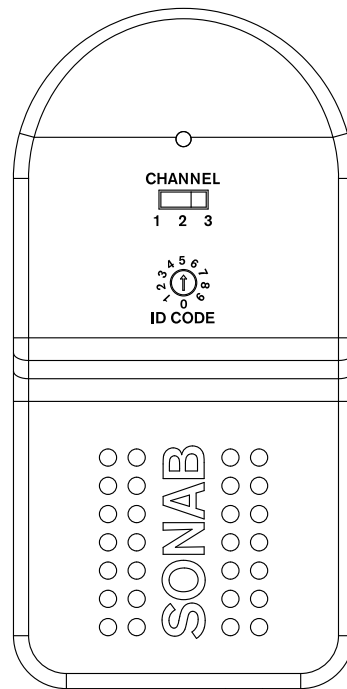 CHANNEL
1 2 3
1 2 3 4 5 6 7 8 9 0
ID CODE
SONAB